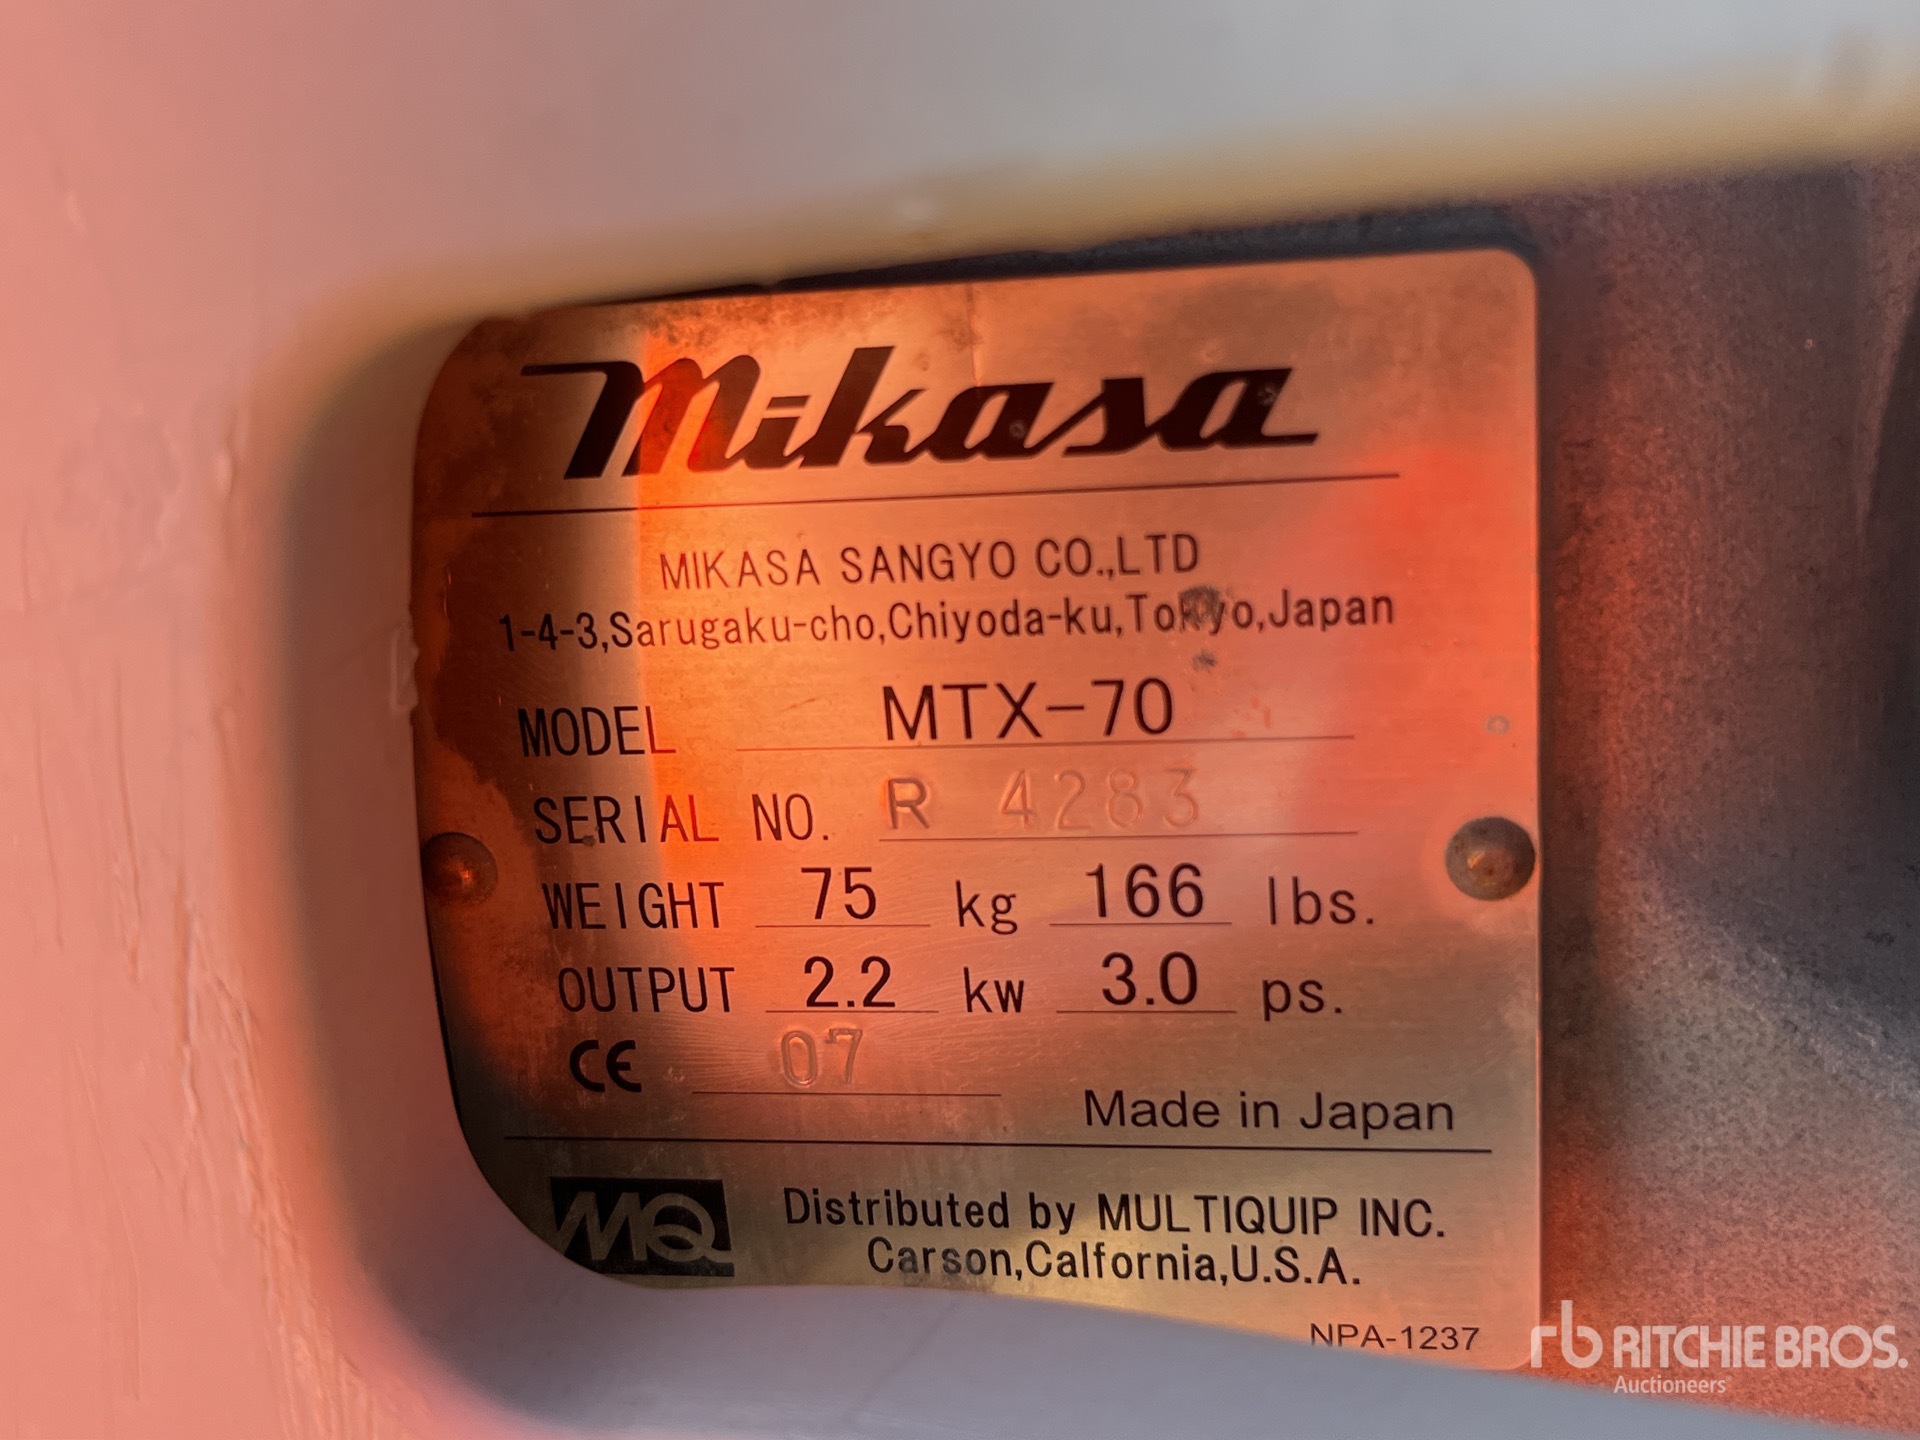 Mikasa
MIKASA SANGYO CO.,LTD
1-4-3,Sarugaku-cho,Chiyoda-ku,Tokyo,Japan
MODEL MTX-70
SERIAL NO. R 4283
WEIGHT 75 kg 166 lbs.
OUTPUT 2.2 kw 3.0 ps.
CE 07
Made in Japan
MQ Distributed by MULTIQUIP INC.
Carson,Calfornia,U.S.A.
NPA-1237
rb RITCHIE BROS.
Auctioneers